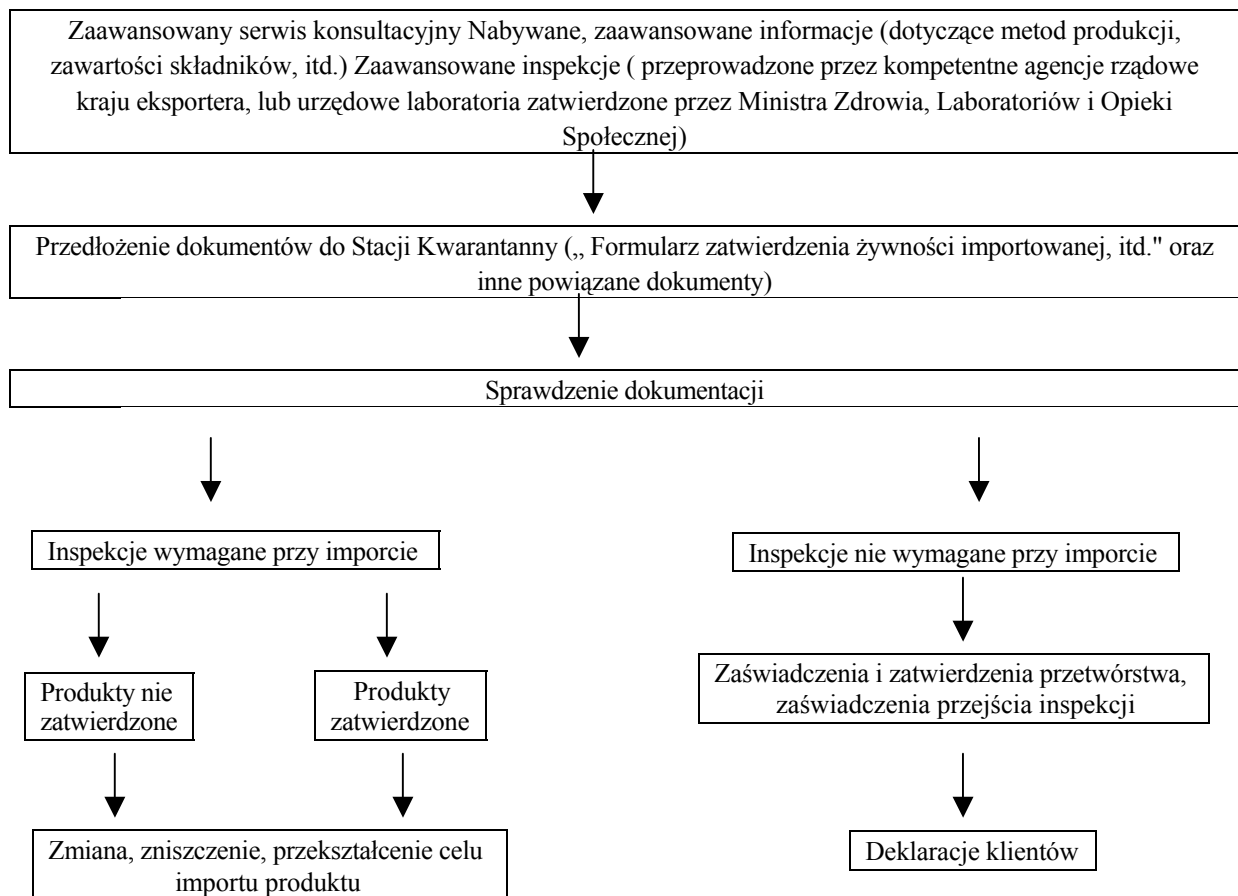 Zaawansowany serwis konsultacyjny Nabywane, zaawansowane informacje (dotyczące metod produkcji,
zawartości składników, itd.) Zaawansowane inspekcje ( przeprowadzone przez kompetentne agencje rządowe
kraju eksportera, lub urzędowe laboratoria zatwierdzone przez Ministra Zdrowia, Laboratoriów i Opieki
Społecznej)
Przedłożenie dokumentów do Stacji Kwarantanny („ Formularz zatwierdzenia żywności importowanej, itd." oraz
inne powiązane dokumenty)
Sprawdzenie dokumentacji
Inspekcje wymagane przy imporcie
Inspekcje nie wymagane przy imporcie
Produkty nie
zatwierdzone
Produkty
zatwierdzone
Zaświadczenia i zatwierdzenia przetwórstwa,
zaświadczenia przejścia inspekcji
Zmiana, zniszczenie, przekształcenie celu
importu produktu
Deklaracje klientów